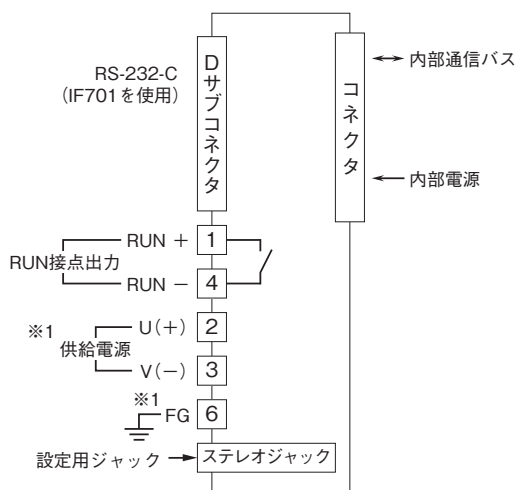 RS-232-C
(IF701を使用)
Dサブコネクタ
コネクタ
内部通信バス
内部電源
RUN接点出力
RUN +
1
RUN −
4
※1
供給電源
U(+)
2
V(−)
3
※1
FG
6
設定用ジャック
ステレオジャック